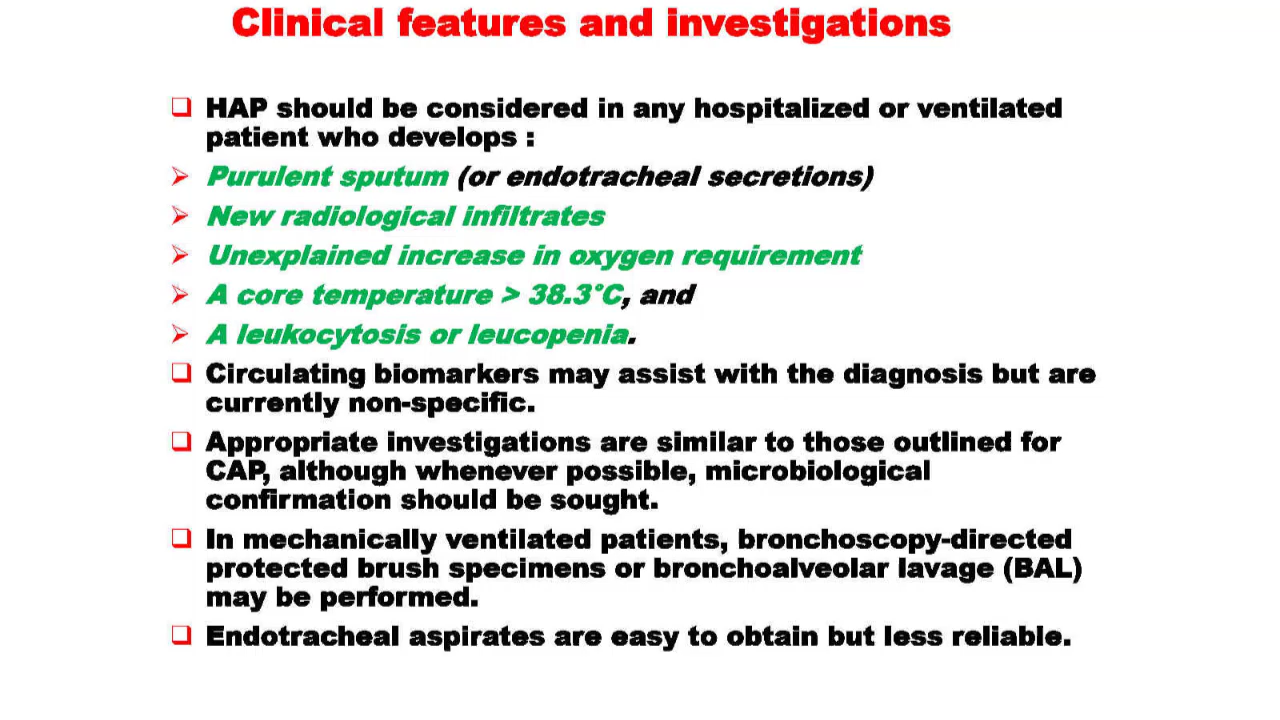 Clinical features and investigations
HAP should be considered in any hospitalized or ventilated
patient who develops :
Purulent sputum (or endotracheal secretions)
New radiological infiltrates
Unexplained increase in oxygen requirement
A core temperature > 38.3°C, and
A leukocytosis or leucopenia.
Circulating biomarkers may assist with the diagnosis but are
currently non-specific.
Appropriate investigations are similar to those outlined for
CAP, although whenever possible, microbiological
confirmation should be sought.
In mechanically ventilated patients, bronchoscopy-directed
protected brush specimens or bronchoalveolar lavage (BAL)
may be performed.
Endotracheal aspirates are easy to obtain but less reliable.